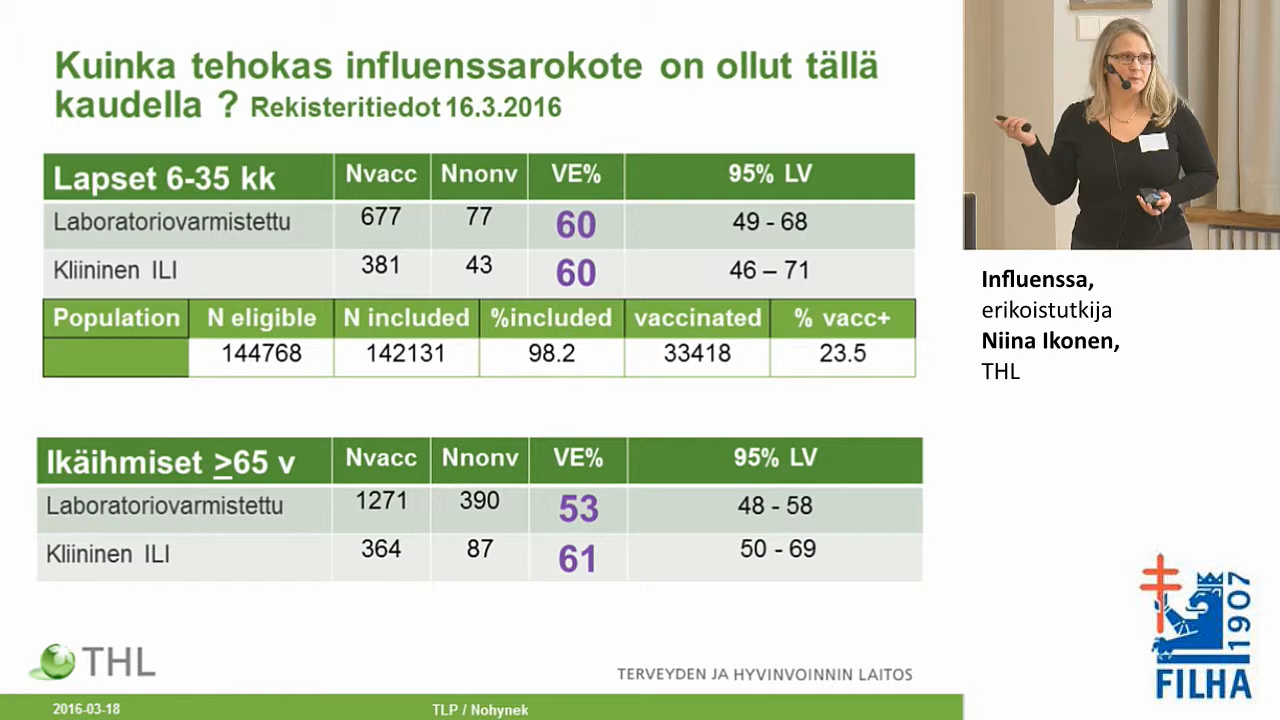 Kuinka tehokas influenssarokote on ollut tällä
kaudella ? Rekisteritiedot 16.3.2016
Lapset 6-35 kk Nvacc Nnonv VE% 95% LV
Laboratoriovarmistettu 677 77 60 49 - 68
Kliininen ILI 381 43 60 46 – 71
Population N eligible N included %included vaccinated % vacc+
144768 142131 98.2 33418 23.5
Ikäihmiset >65 v Nvacc Nnonv VE% 95% LV
Laboratoriovarmistettu 1271 390 53 48 - 58
Kliininen ILI 364 87 61 50 - 69
THL
TERVEYDEN JA HYVINVOINNIN LAITOS
2016-03-18 TLP / Nohynek
Influenssa,
erikoistutkija
Niina Ikonen,
THL
1907
FILHA